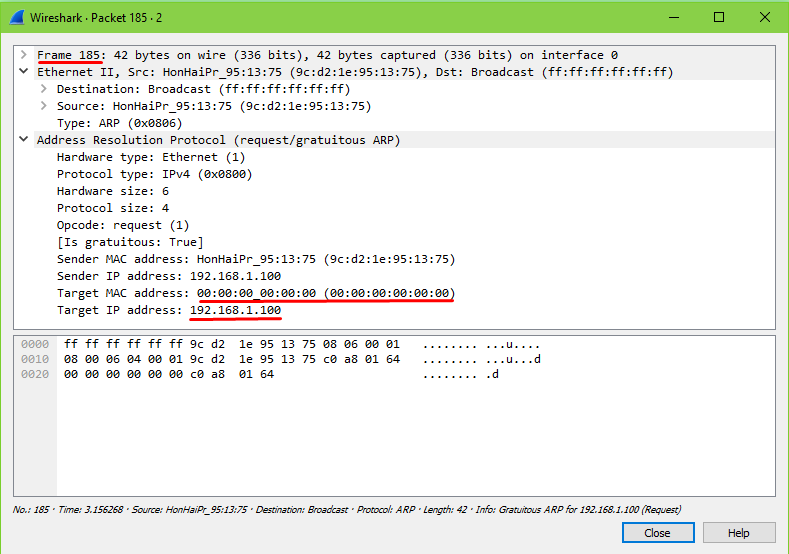 Wireshark · Packet 185 · 2
Frame 185: 42 bytes on wire (336 bits), 42 bytes captured (336 bits) on interface 0
Ethernet II, Src: HonHaiPr_95:13:75 (9c:d2:1e:95:13:75), Dst: Broadcast (ff:ff:ff:ff:ff:ff)
Destination: Broadcast (ff:ff:ff:ff:ff:ff)
Source: HonHaiPr_95:13:75 (9c:d2:1e:95:13:75)
Type: ARP (0x0806)
Address Resolution Protocol (request/gratuitous ARP)
Hardware type: Ethernet (1)
Protocol type: IPv4 (0x0800)
Hardware size: 6
Protocol size: 4
Opcode: request (1)
[Is gratuitous: True]
Sender MAC address: HonHaiPr_95:13:75 (9c:d2:1e:95:13:75)
Sender IP address: 192.168.1.100
Target MAC address: 00:00:00_00:00:00 (00:00:00:00:00:00)
Target IP address: 192.168.1.100
0000 ff ff ff ff ff ff 9c d2 1e 95 13 75 08 06 00 01 ........ ...u....
0010 08 00 06 04 00 01 9c d2 1e 95 13 75 c0 a8 01 64 ........ ...u...d
0020 00 00 00 00 00 00 c0 a8 01 64 ........ .d
No.: 185 · Time: 3.156268 · Source: HonHaiPr_95:13:75 · Destination: Broadcast · Protocol: ARP · Length: 42 · Info: Gratuitous ARP for 192.168.1.100 (Request)
Close Help